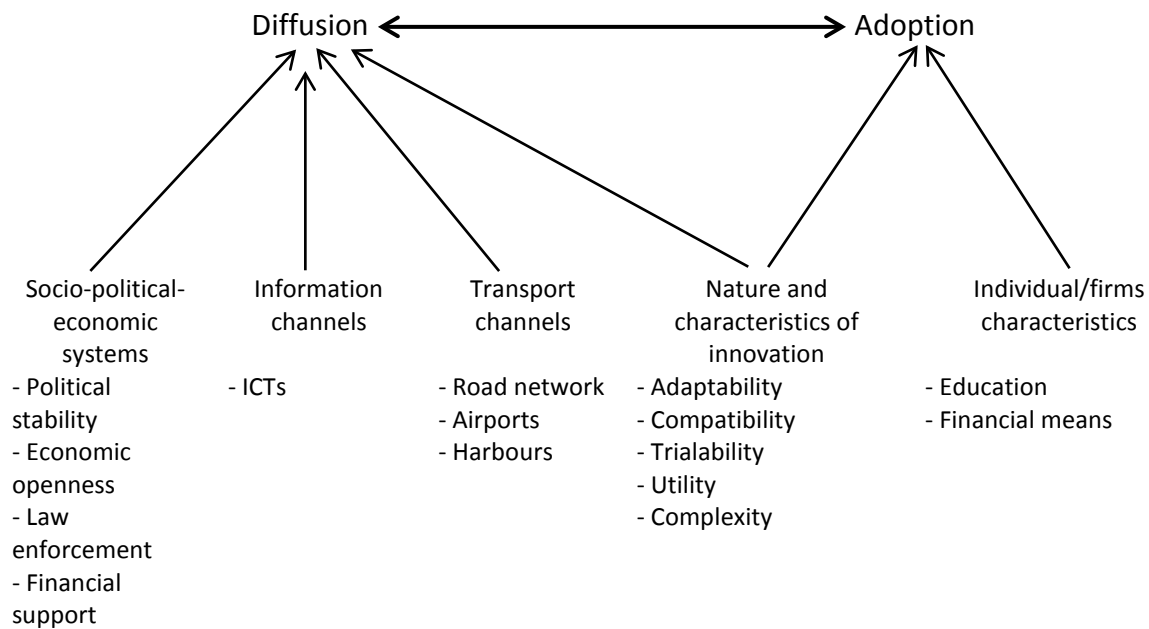 Diffusion
Adoption
Socio-political-
economic
systems
- Political
stability
- Economic
openness
- Law
enforcement
- Financial
support
Information
channels
- ICTs
Transport
channels
- Road network
- Airports
- Harbours
Nature and
characteristics of
innovation
- Adaptability
- Compatibility
- Trialability
- Utility
- Complexity
Individual/firms
characteristics
- Education
- Financial means